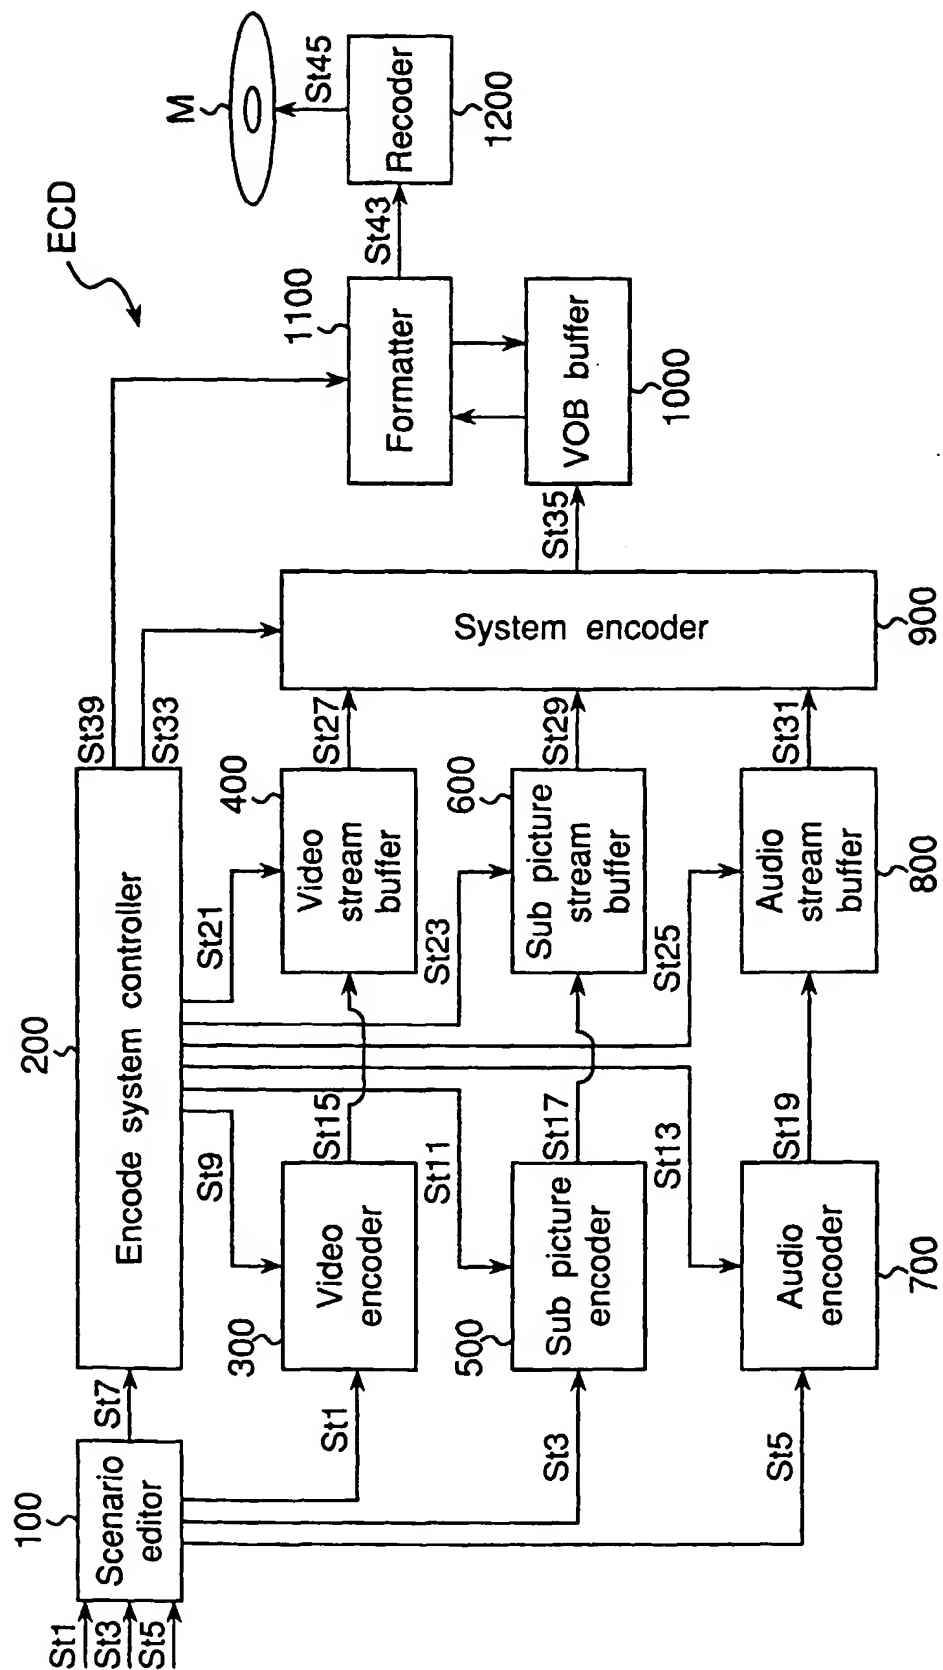 ECD
M
St45
Recoder
1200
St43
1100
Formatter
VOB buffer
1000
St35
St39
St33
System encoder
900
200
Encode system controller
St21
400
Video
stream
buffer
St27
St23
600
Sub picture
stream
buffer
St29
St25
Audio
stream
buffer
800
St31
St9
300
Video
encoder
St15
St11
500
Sub picture
encoder
St17
St13
Audio
encoder
700
St19
100
Scenario
editor
St7
St1
St3
St5
St1
St3
St5